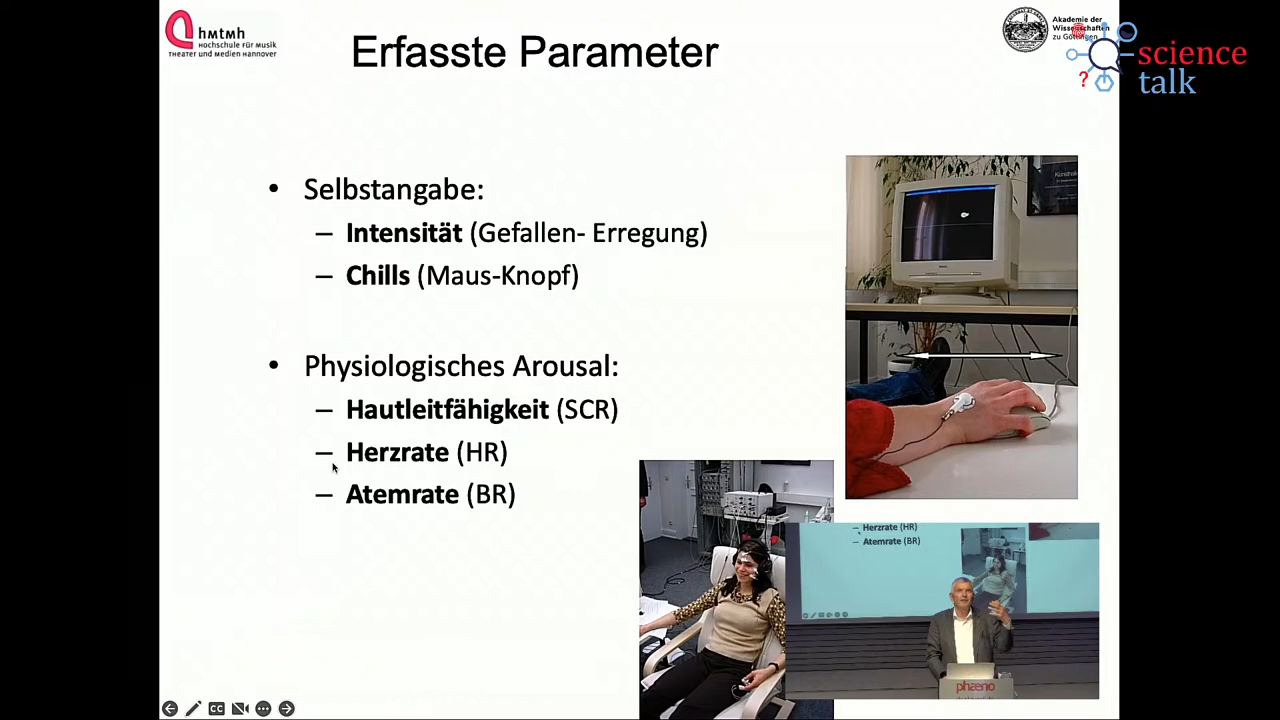 hmtmh
Hochschule für Musik
Theater und Medien Hannover
Erfasste Parameter
Akademie der
Wissenschaften
zu Göttingen
science
talk
?
• Selbstangabe:
– Intensität (Gefallen- Erregung)
– Chills (Maus-Knopf)
• Physiologisches Arousal:
– Hautleitfähigkeit (SCR)
– Herzrate (HR)
– Atemrate (BR)
– Herzrate (HR)
– Atemrate (BR)
phaeno
CC